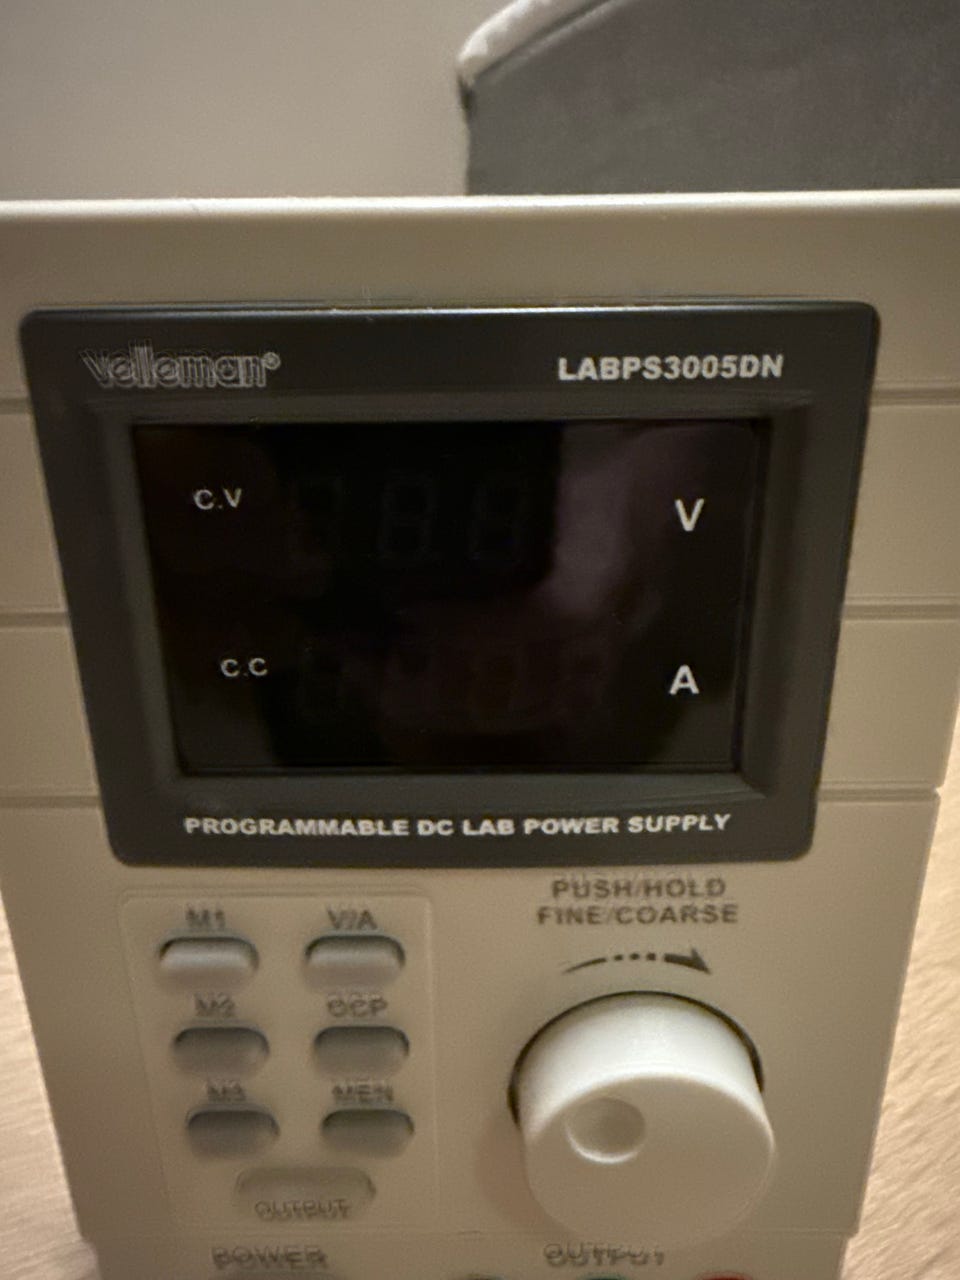 velleman® LABPS3005DN
C.V V
C.C A
PROGRAMMABLE DC LAB POWER SUPPLY
PUSH/HOLD
FINE/COARSE
M1 V/A
M2 OCP
M3 MEN
OUTPUT
POWER OUTPUT